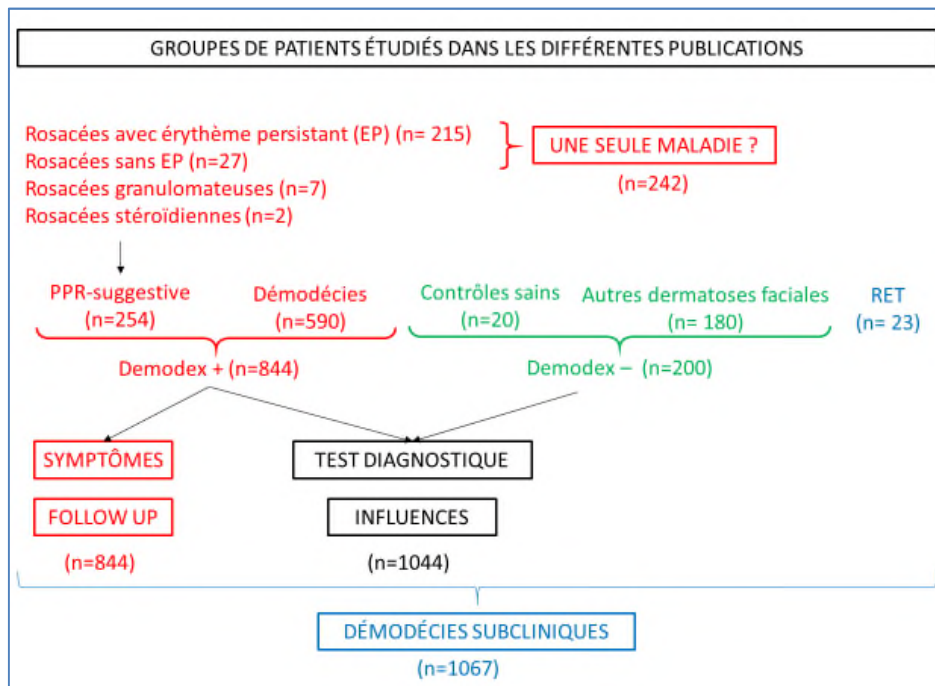 GROUPES DE PATIENTS ÉTUDIÉS DANS LES DIFFÉRENTES PUBLICATIONS
Rosacées avec érythème persistant (EP) (n= 215)
Rosacées sans EP (n=27)
Rosacées granulomateuses (n=7)
Rosacées stéroïdiennes (n=2)
UNE SEULE MALADIE ?
(n=242)
PPR-suggestive
(n=254)
Démodécies
(n=590)
Contrôles sains
(n=20)
Autres dermatoses faciales
(n= 180)
RET
(n= 23)
Demodex + (n=844)
Demodex – (n=200)
SYMPTÔMES
TEST DIAGNOSTIQUE
FOLLOW UP
INFLUENCES
(n=844)
(n=1044)
DÉMODÉCIES SUBCLINIQUES
(n=1067)